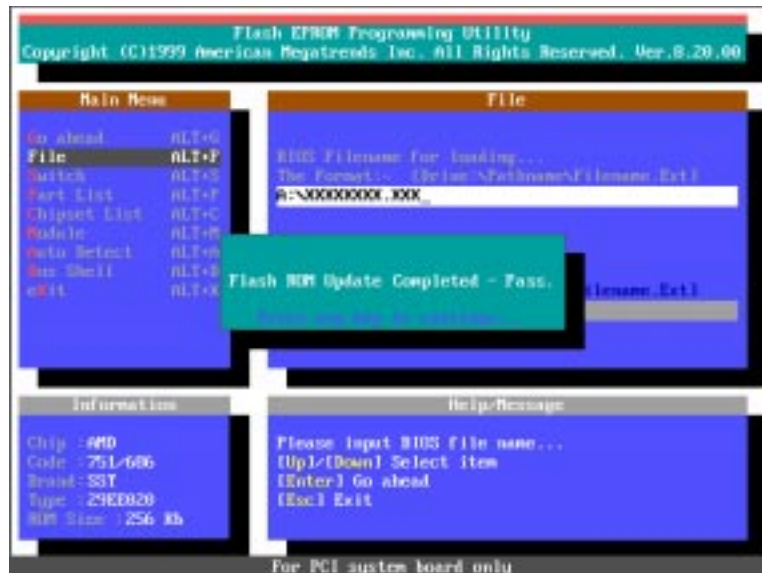 Flash EPROM Programming Utility
Copyright (C)1999 American Megatrends Inc. All Rights Reserved. Ver.8.20.00
Main Menu
Go ahead ALT+G
File ALT+F
Switch ALT+S
Part List ALT+P
Chipset List ALT+C
Module ALT+M
Auto Detect ALT+A
Dos Shell ALT+D
eXit ALT+X
File
BIOS Filename for loading...
The Format:- [Drive:\Pathname\Filename.Ext]
A:\XXXXXXXX.XXX_
ilename.Ext]
Flash ROM Update Completed - Pass.
Press any key to continue...
Information
Chip :AMD
Code :751/686
Brand:SST
Type :29EE020
ROM Size :256 Kb
Help/Message
Please input BIOS file name...
[Up]/[Down] Select item
[Enter] Go ahead
[Esc] Exit
For PCI system board only